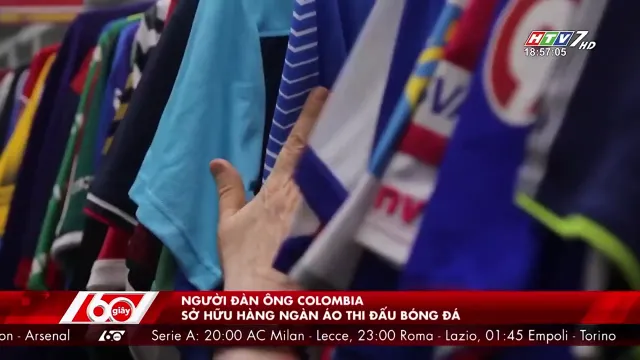 HTV7 HD
18:57:05
NGƯỜI ĐÀN ÔNG COLOMBIA
SỞ HỮU HÀNG NGÀN ÁO THI ĐẤU BÓNG ĐÁ
60 giây
on - Arsenal 60 Serie A: 20:00 AC Milan - Lecce, 23:00 Roma - Lazio, 01:45 Empoli - Torino